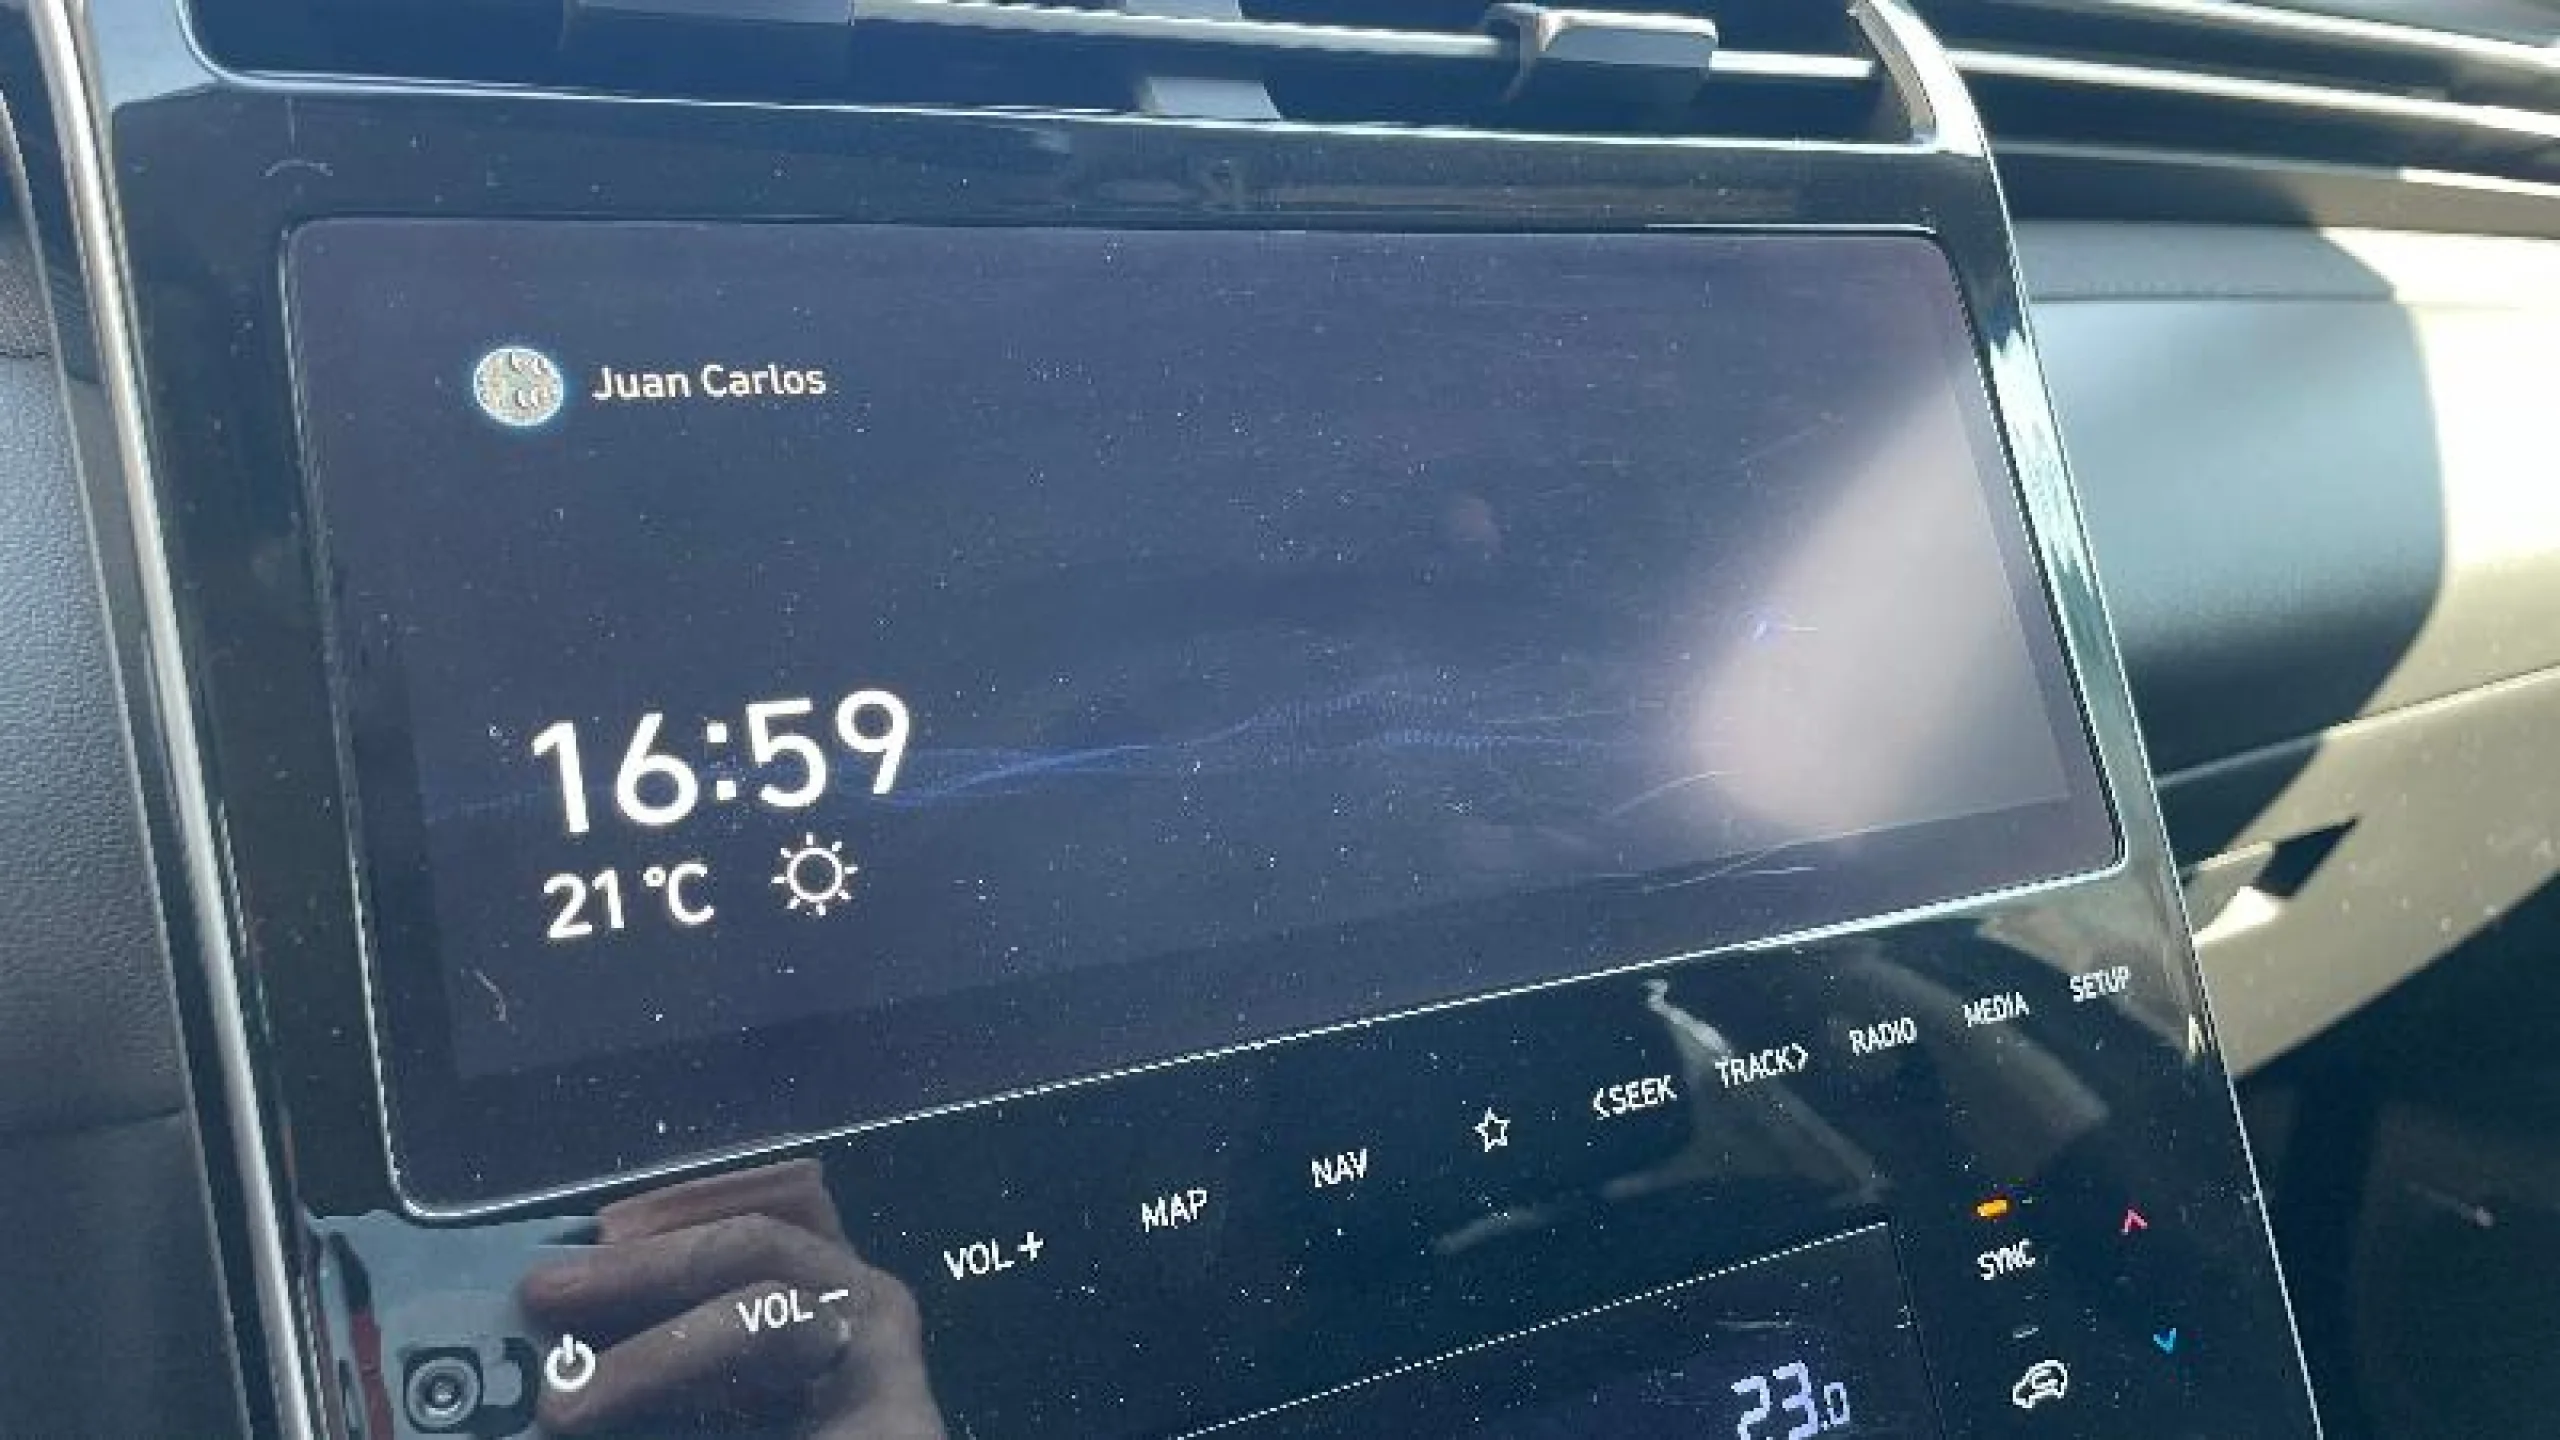 Juan Carlos
16:59
21 °C
VOL –
VOL +
MAP
NAV
<SEEK
TRACK>
RADIO
MEDIA
SETUP
SYNC
23.0